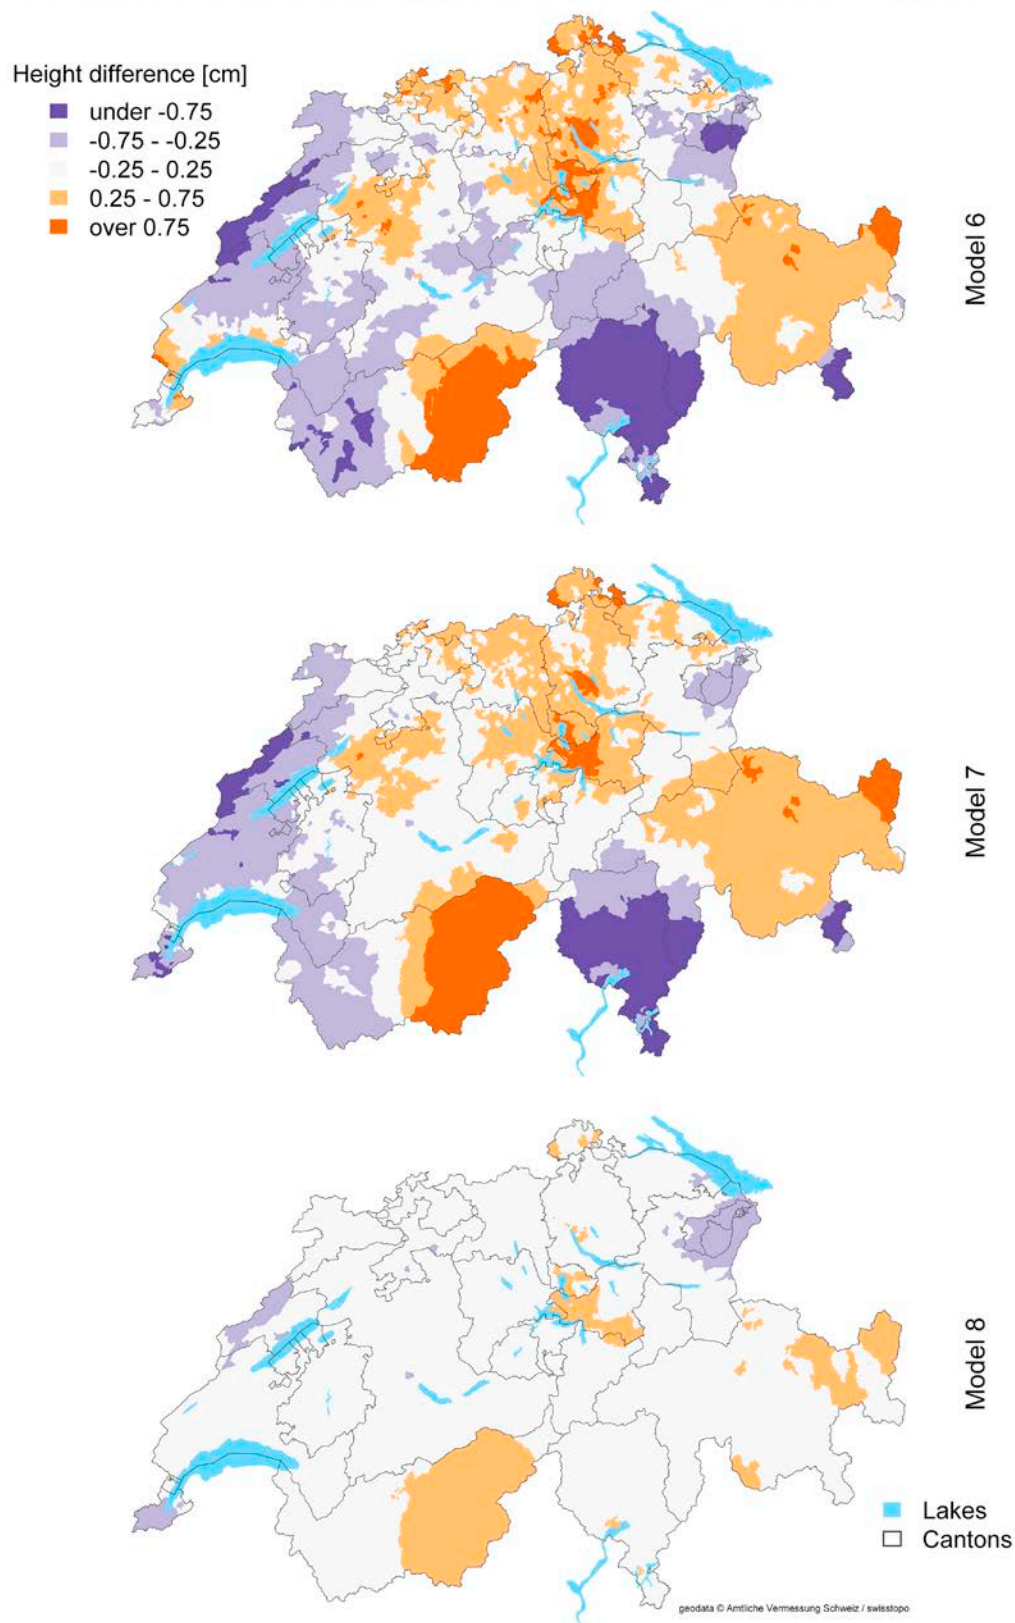 Height difference [cm]
under -0.75
-0.75 - -0.25
-0.25 - 0.25
0.25 - 0.75
over 0.75
Model 6
Model 7
Model 8
Lakes
Cantons
geodata © Amtliche Vermessung Schweiz / swisstopo